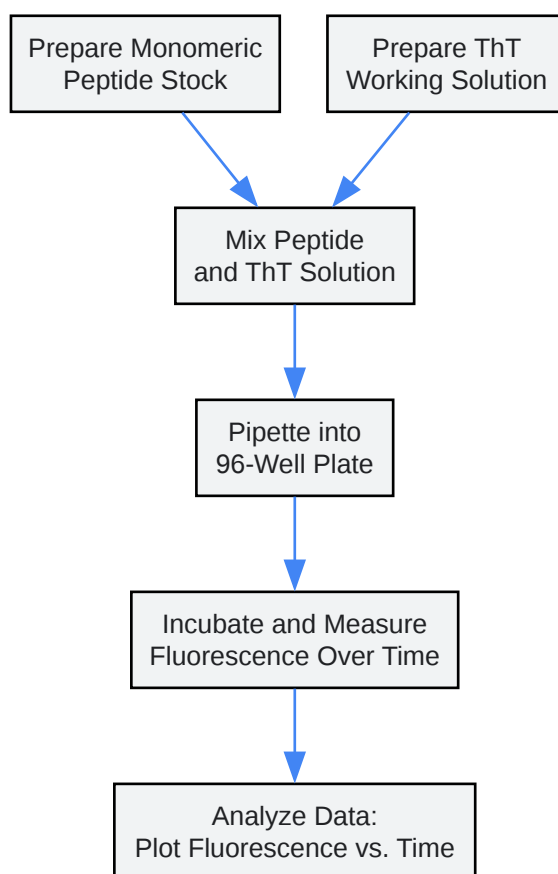 Prepare Monomeric
Peptide Stock
Prepare ThT
Working Solution
Mix Peptide
and ThT Solution
Pipette into
96-Well Plate
Incubate and Measure
Fluorescence Over Time
Analyze Data:
Plot Fluorescence vs. Time